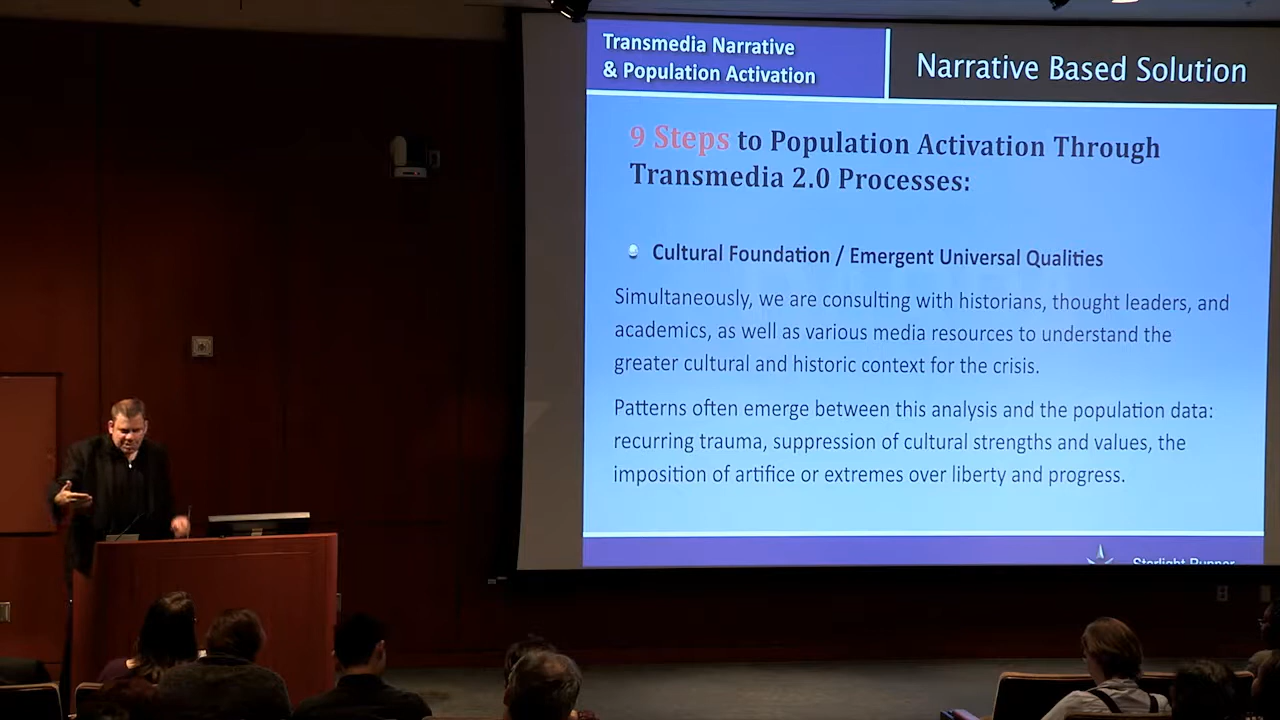 Transmedia Narrative
& Population Activation
Narrative Based Solution
9 Steps to Population Activation Through
Transmedia 2.0 Processes:
Cultural Foundation / Emergent Universal Qualities
Simultaneously, we are consulting with historians, thought leaders, and
academics, as well as various media resources to understand the
greater cultural and historic context for the crisis.
Patterns often emerge between this analysis and the population data:
recurring trauma, suppression of cultural strengths and values, the
imposition of artifice or extremes over liberty and progress.
Starlight Runner